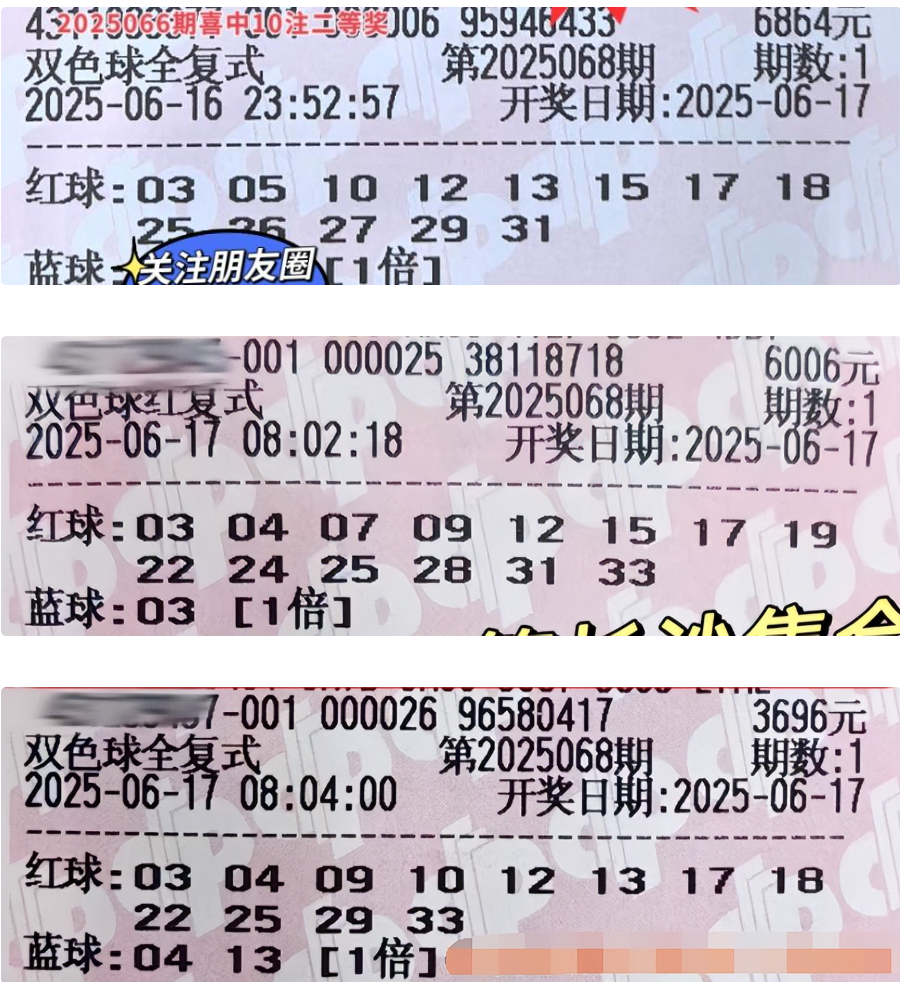 2025066期喜中10注二等奖
006 95946433 6864元
双色球全复式 第2025068期 期数:1
2025-06-16 23:52:57 开奖日期:2025-06-17
红球:03 05 10 12 13 15 17 18
25 26 27 29 31
蓝球: [1倍]
关注朋友圈
-001 000025 38118718 6006元
双色球红复式 第2025068期 期数:1
2025-06-17 08:02:18 开奖日期:2025-06-17
红球:03 04 07 09 12 15 17 19
22 24 25 28 31 33
蓝球:03 [1倍]
7-001 000026 96580417 3696元
双色球全复式 第2025068期 期数:1
2025-06-17 08:04:00 开奖日期:2025-06-17
红球:03 04 09 10 12 13 17 18
22 25 29 33
蓝球:04 13 [1倍]